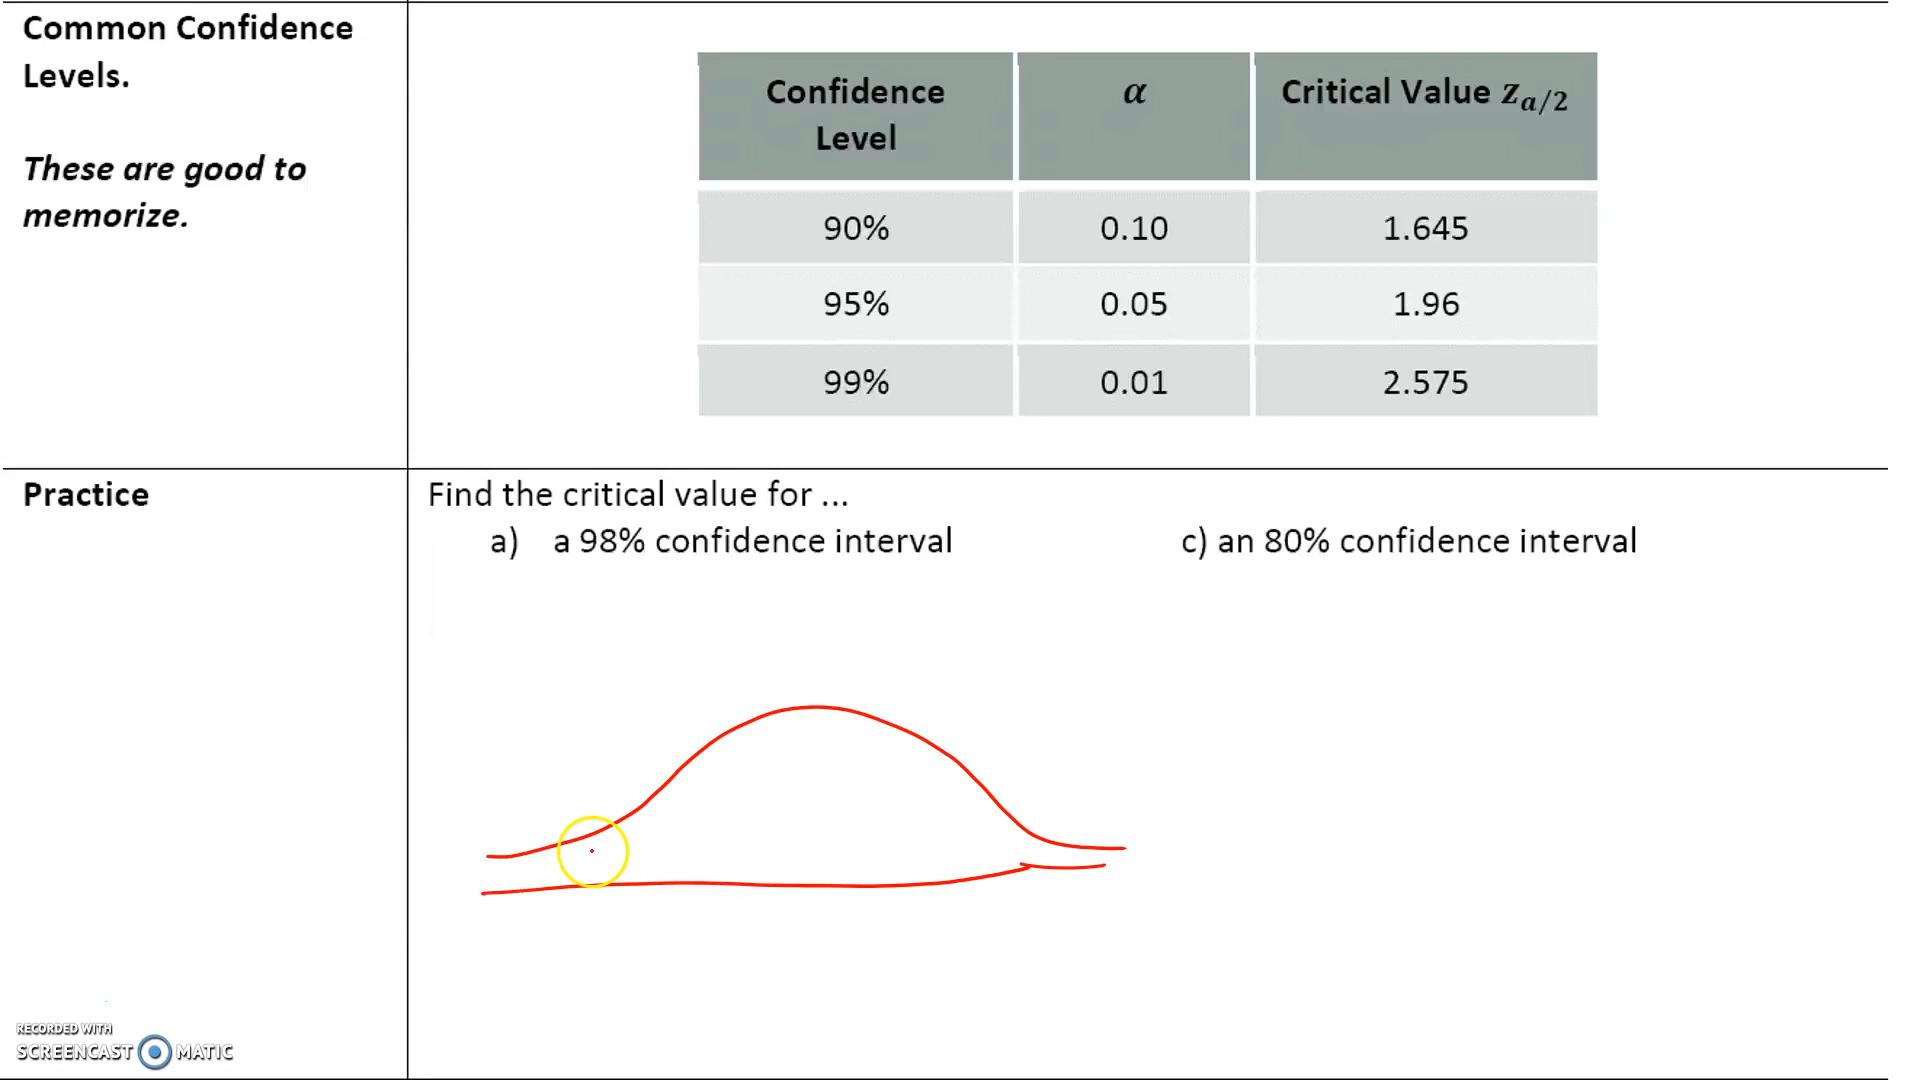 Common Confidence
Levels.
These are good to
memorize.
Confidence
Level
α
Critical Value z_{a/2}
90%
0.10
1.645
95%
0.05
1.96
99%
0.01
2.575
Practice
Find the critical value for ...
a) a 98% confidence interval
c) an 80% confidence interval
RECORDED WITH
SCREENCAST MATIC